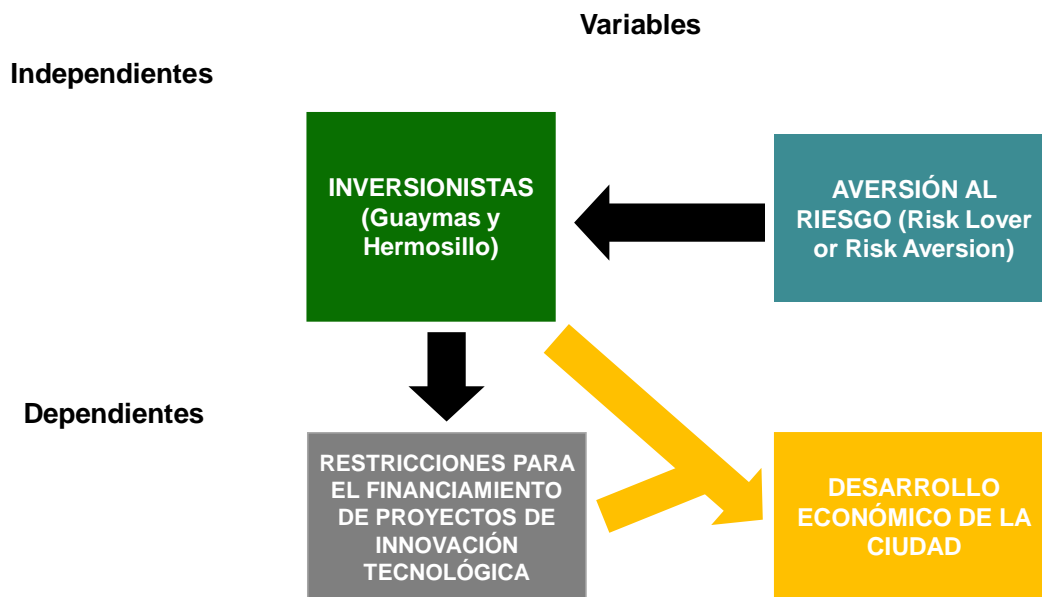 Variables
Independientes
INVERSIONISTAS
(Guaymas y
Hermosillo)
AVERSIÓN AL
RIESGO (Risk Lover
or Risk Aversion)
Dependientes
RESTRICCIONES PARA
EL FINANCIAMIENTO
DE PROYECTOS DE
INNOVACIÓN
TECNOLÓGICA
DESARROLLO
ECONÓMICO DE LA
CIUDAD